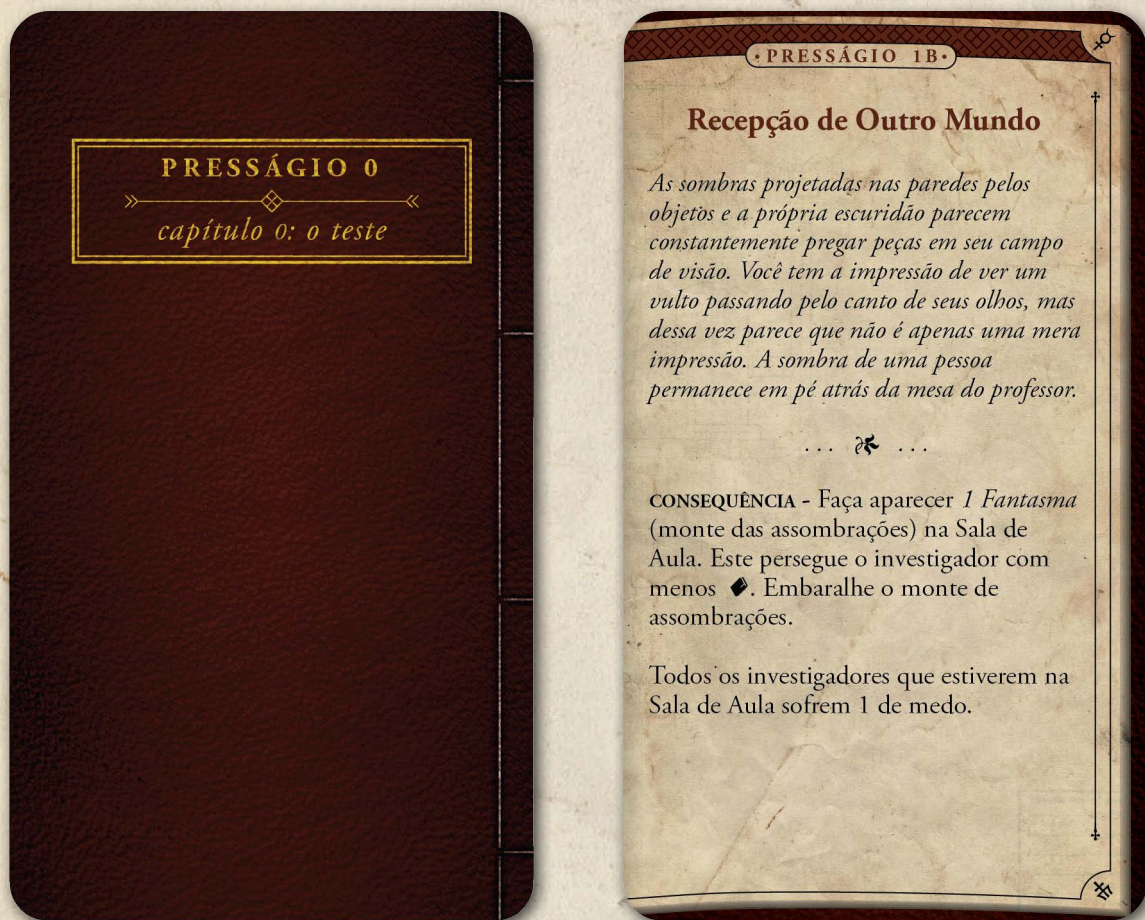 PRESSÁGIO 0
capítulo 0: o teste
• PRESSÁGIO 1B •
Recepção de Outro Mundo
As sombras projetadas nas paredes pelos
objetos e a própria escuridão parecem
constantemente pregar peças em seu campo
de visão. Você tem a impressão de ver um
vulto passando pelo canto de seus olhos, mas
dessa vez parece que não é apenas uma mera
impressão. A sombra de uma pessoa
permanece em pé atrás da mesa do professor.
CONSEQUÊNCIA - Faça aparecer 1 Fantasma
(monte das assombrações) na Sala de
Aula. Este persegue o investigador com
menos . Embaralhe o monte de
assombrações.
Todos os investigadores que estiverem na
Sala de Aula sofrem 1 de medo.